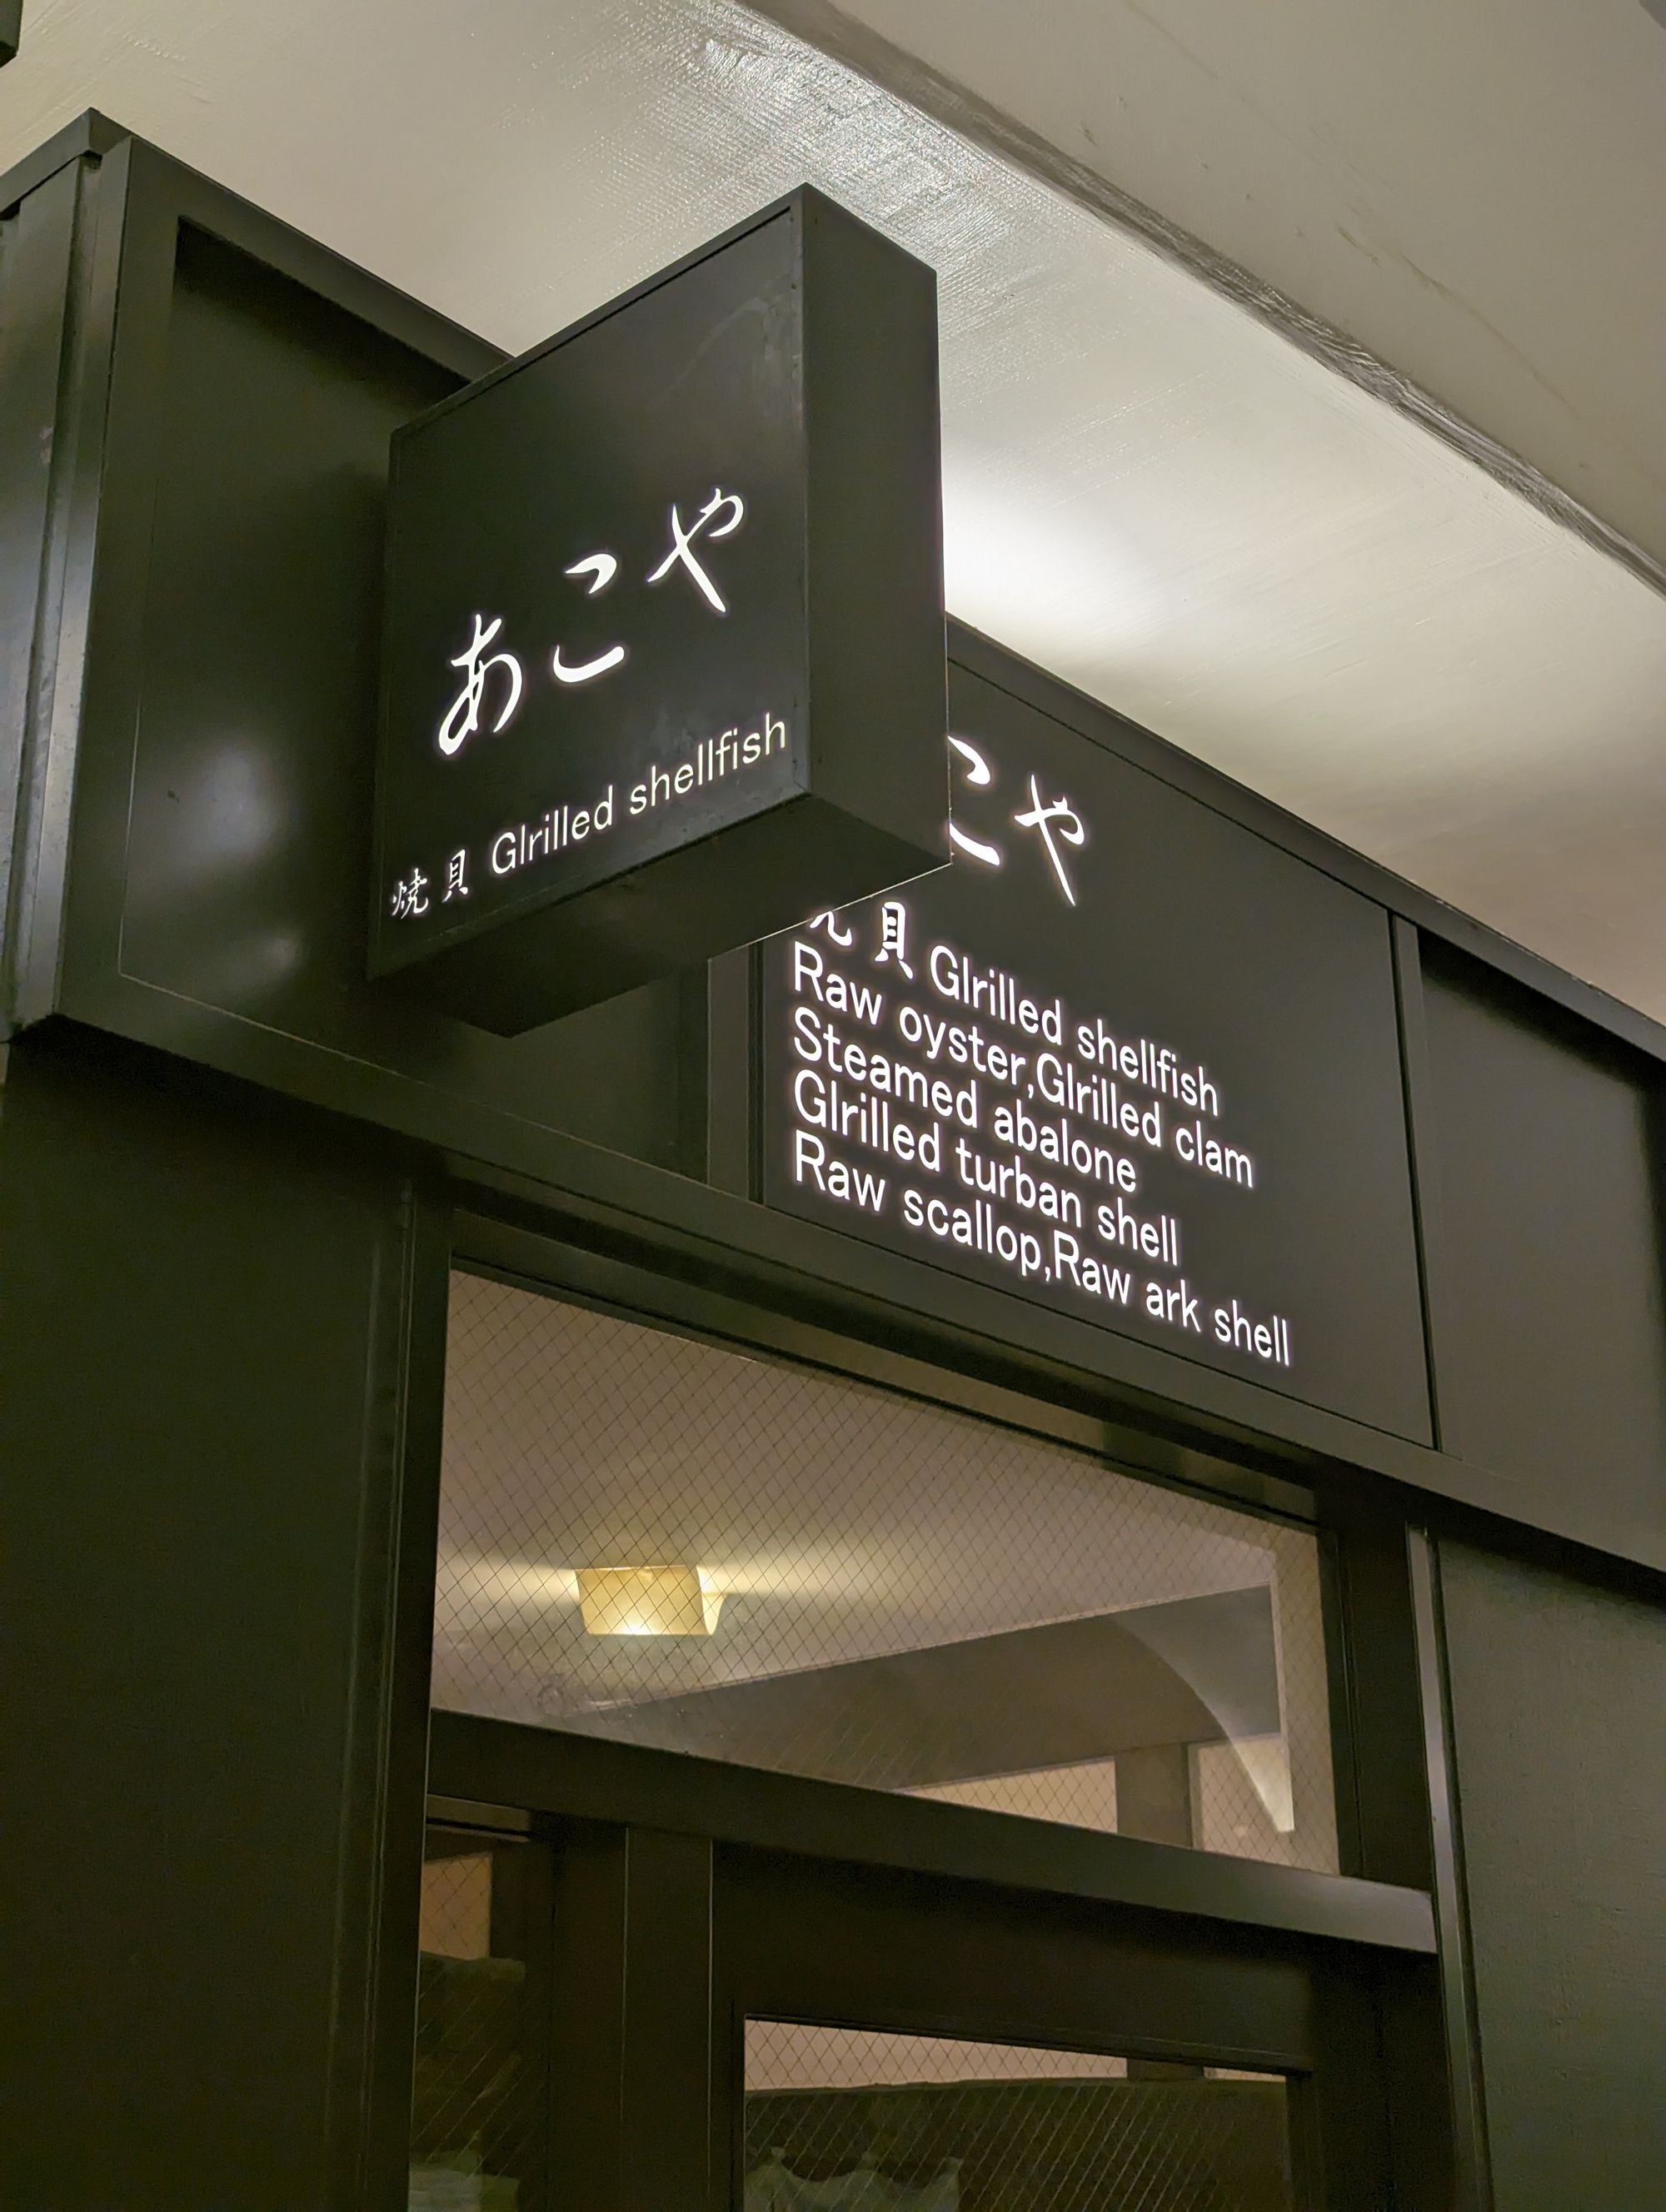 あこや
焼貝 Glrilled shellfish
こや
貝 Glrilled shellfish
Raw oyster,Glrilled clam
Steamed abalone
Glrilled turban shell
Raw scallop,Raw ark shell